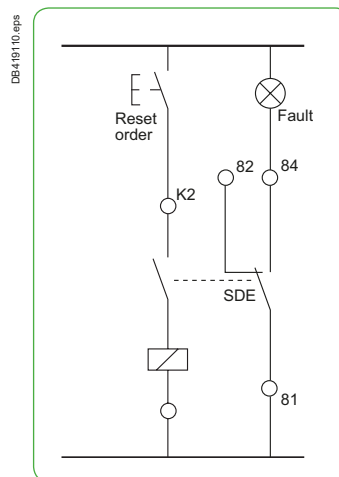 DB419110.eps
Reset
order
Fault
82
84
K2
SDE
81